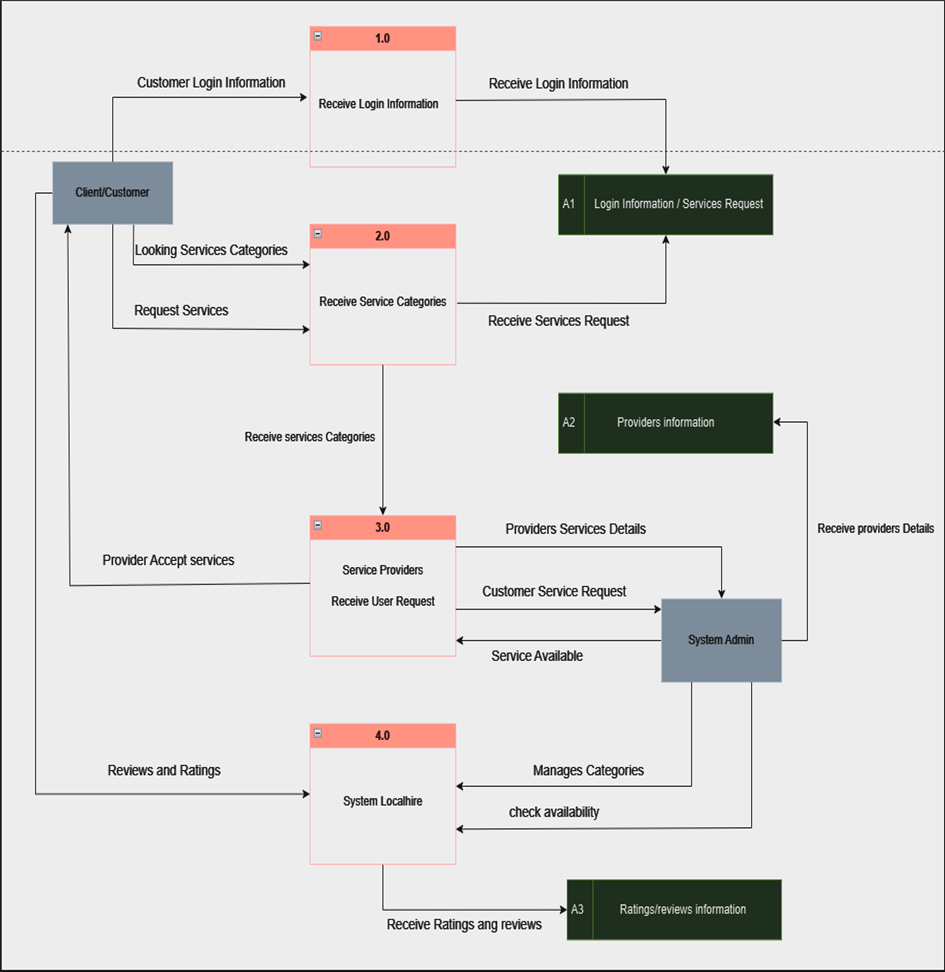 1.0
Customer Login Information
Receive Login Information
Receive Login Information
Client/Customer
A1
Login Information / Services Request
2.0
Looking Services Categories
Receive Service Categories
Request Services
Receive Services Request
A2
Providers information
Receive services Categories
3.0
Providers Services Details
Receive providers Details
Provider Accept services
Service Providers
Receive User Request
Customer Service Request
System Admin
Service Available
4.0
Reviews and Ratings
Manages Categories
System Localhire
check availability
A3
Ratings/reviews information
Receive Ratings ang reviews